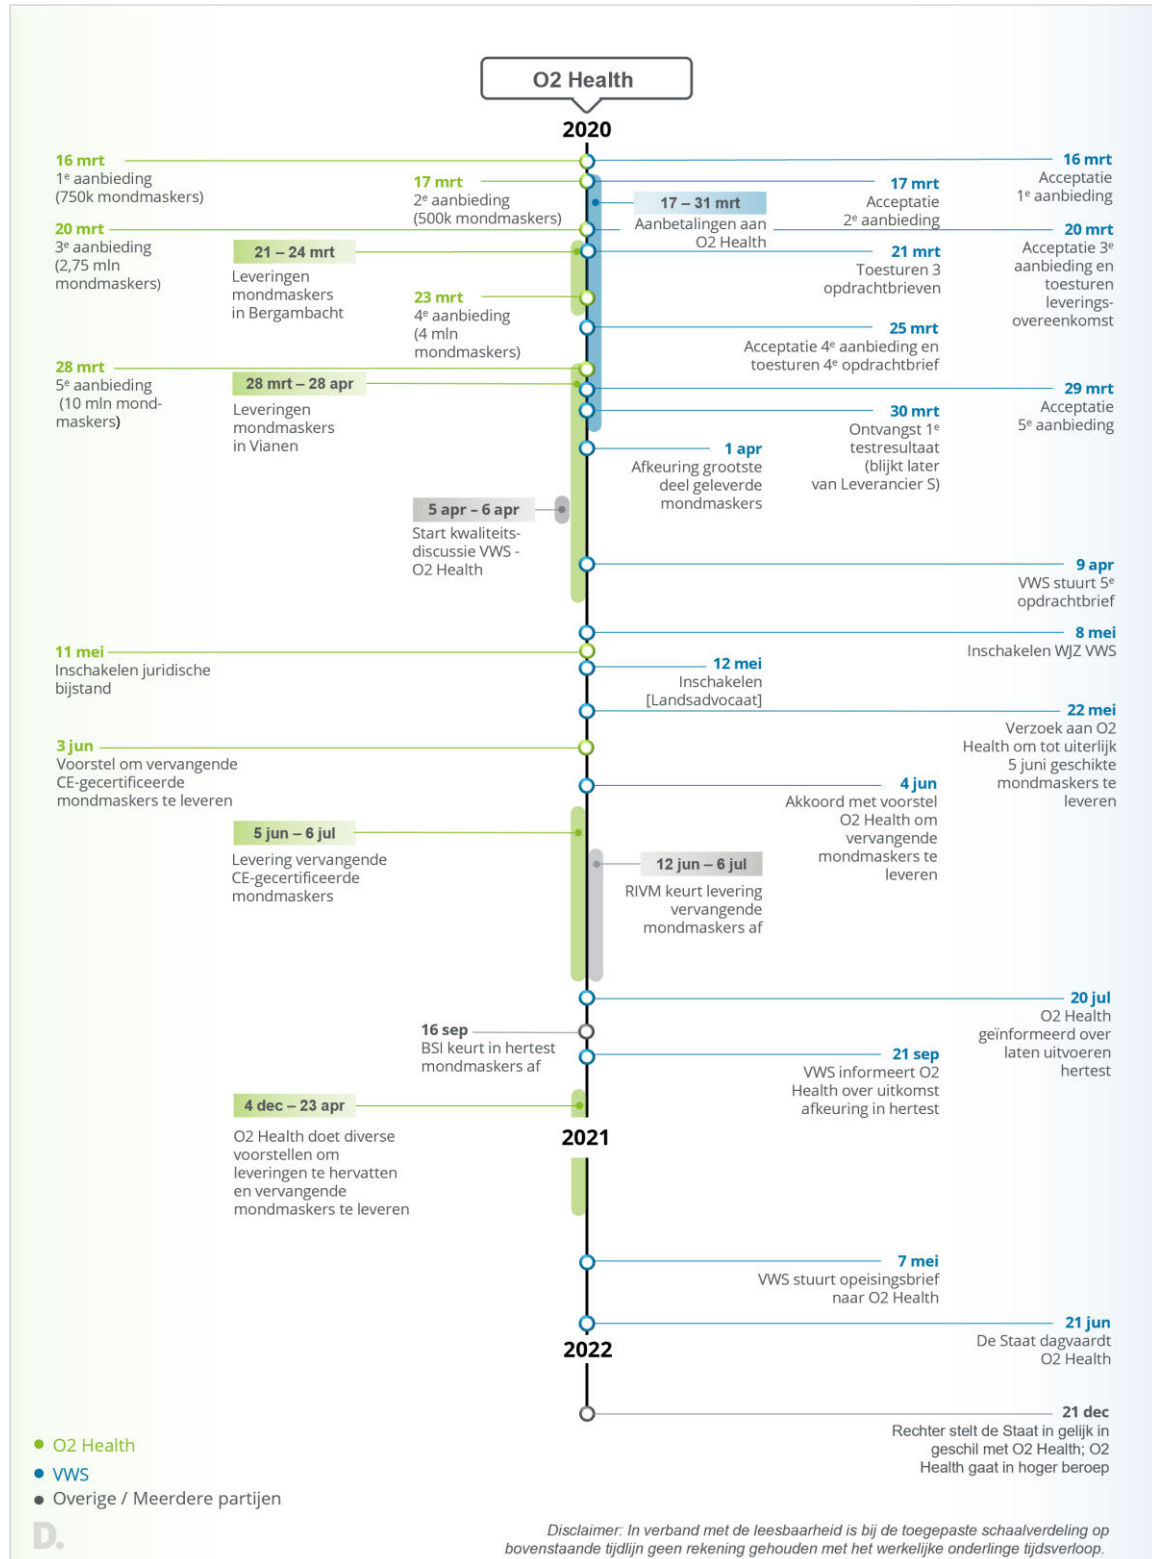 O2 Health
2020
16 mrt
1e aanbieding
(750k mondmaskers)
16 mrt
Acceptatie
1e aanbieding
17 mrt
2e aanbieding
(500k mondmaskers)
17 – 31 mrt
Aanbetalingen aan
O2 Health
17 mrt
Acceptatie
2e aanbieding
20 mrt
3e aanbieding
(2,75 mln
mondmaskers)
20 mrt
Acceptatie 3e
aanbieding en
toesturen
leverings-
overeenkomst
21 – 24 mrt
Leveringen
mondmaskers
in Bergambacht
21 mrt
Toesturen 3
opdrachtbrieven
23 mrt
4e aanbieding
(4 mln
mondmaskers)
25 mrt
Acceptatie 4e aanbieding en
toesturen 4e opdrachtbrief
28 mrt
5e aanbieding
(10 mln mond-
maskers)
28 mrt – 28 apr
Leveringen
mondmaskers
in Vianen
29 mrt
Acceptatie
5e aanbieding
30 mrt
Ontvangst 1e
testresultaat
(blijkt later
van Leverancier S)
1 apr
Afkeuring grootste
deel geleverde
mondmaskers
5 apr – 6 apr
Start kwaliteits-
discussie VWS -
O2 Health
9 apr
VWS stuurt 5e
opdrachtbrief
8 mei
Inschakelen WJZ VWS
11 mei
Inschakelen juridische
bijstand
12 mei
Inschakelen
[Landsadvocaat]
22 mei
Verzoek aan O2
Health om tot uiterlijk
5 juni geschikte
mondmaskers te
leveren
3 jun
Voorstel om vervangende
CE-gecertificeerde
mondmaskers te leveren
4 jun
Akkoord met voorstel
O2 Health om
vervangende
mondmaskers te
leveren
5 jun – 6 jul
Levering vervangende
CE-gecertificeerde
mondmaskers
12 jun – 6 jul
RIVM keurt levering
vervangende
mondmaskers af
20 jul
O2 Health
geïnformeerd over
laten uitvoeren
hertest
16 sep
BSI keurt in hertest
mondmaskers af
21 sep
VWS informeert O2
Health over uitkomst
afkeuring in hertest
4 dec – 23 apr
O2 Health doet diverse
voorstellen om
leveringen te hervatten
en vervangende
mondmaskers te leveren
2021
7 mei
VWS stuurt opeisingsbrief
naar O2 Health
21 jun
De Staat dagvaardt
O2 Health
2022
21 dec
Rechter stelt de Staat in gelijk in
geschil met O2 Health; O2
Health gaat in hoger beroep
O2 Health
VWS
Overige / Meerdere partijen
D.
Disclaimer: In verband met de leesbaarheid is bij de toegepaste schaalverdeling op
bovenstaande tijdlijn geen rekening gehouden met het werkelijke onderlinge tijdsverloop.